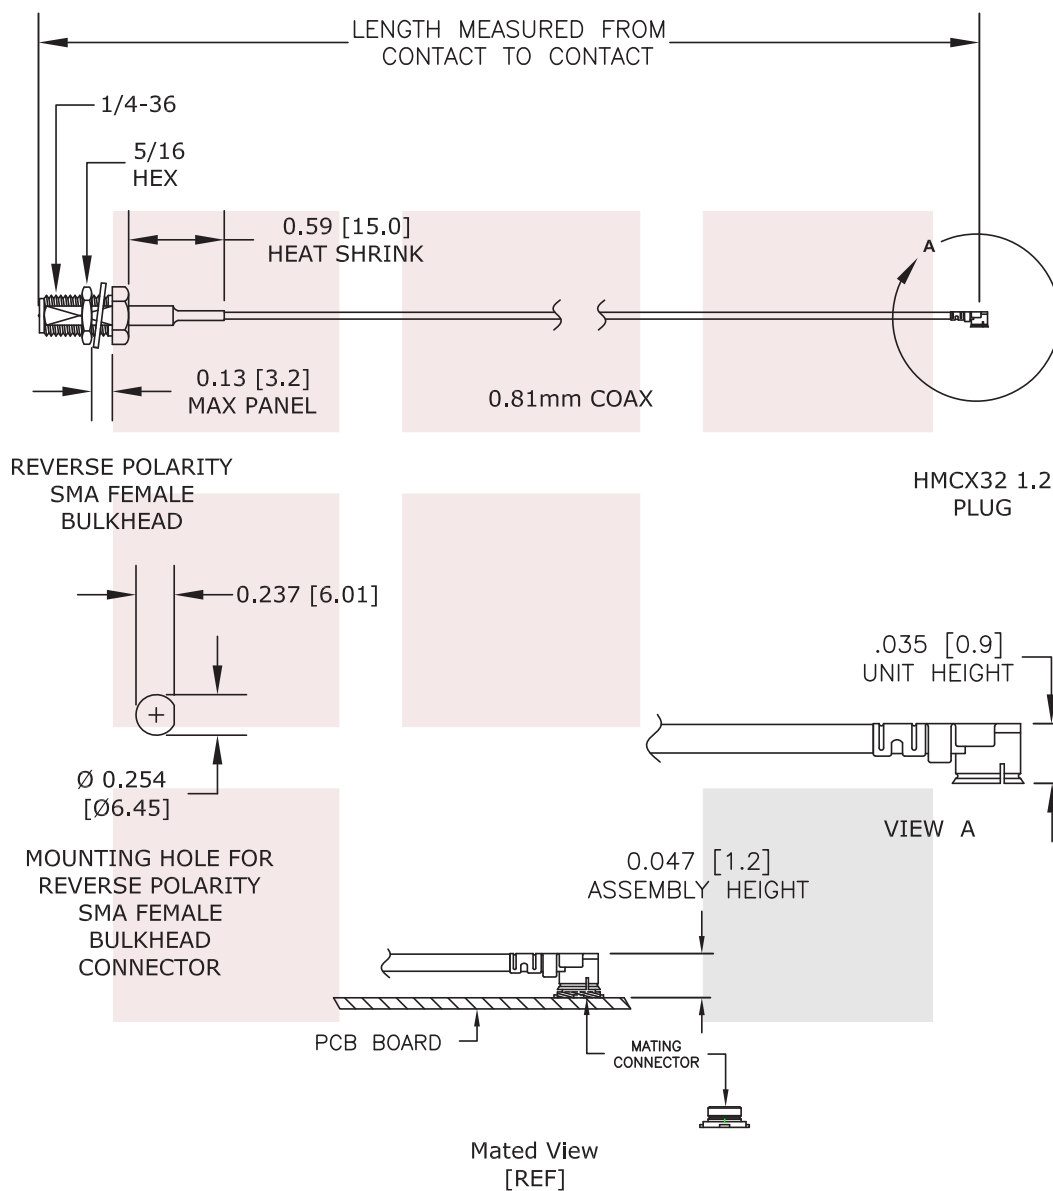 LENGTH MEASURED FROM
CONTACT TO CONTACT
1/4-36
5/16
HEX
0.59 [15.0]
HEAT SHRINK
A
0.13 [3.2]
MAX PANEL
0.81mm COAX
REVERSE POLARITY
SMA FEMALE
BULKHEAD
HMCX32 1.2
PLUG
0.237 [6.01]
.035 [0.9]
UNIT HEIGHT
Ø 0.254
[Ø6.45]
VIEW A
MOUNTING HOLE FOR
REVERSE POLARITY
SMA FEMALE
BULKHEAD
CONNECTOR
0.047 [1.2]
ASSEMBLY HEIGHT
PCB BOARD
MATING
CONNECTOR
Mated View
[REF]